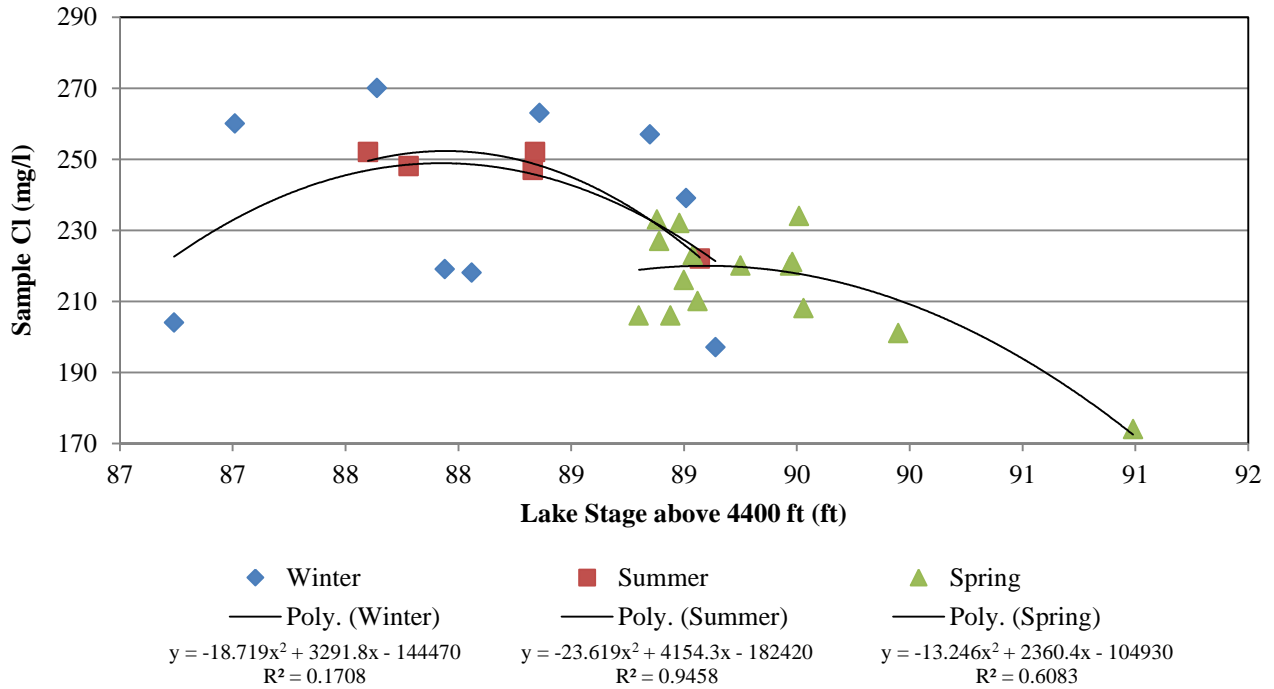 290
270
250
230
210
190
170
Sample Cl (mg/l)
87 87 88 88 89 89 90 90 91 91 92
Lake Stage above 4400 ft (ft)
Winter Summer Spring
Poly. (Winter) Poly. (Summer) Poly. (Spring)
y = -18.719x² + 3291.8x - 144470 y = -23.619x² + 4154.3x - 182420 y = -13.246x² + 2360.4x - 104930
R² = 0.1708 R² = 0.9458 R² = 0.6083